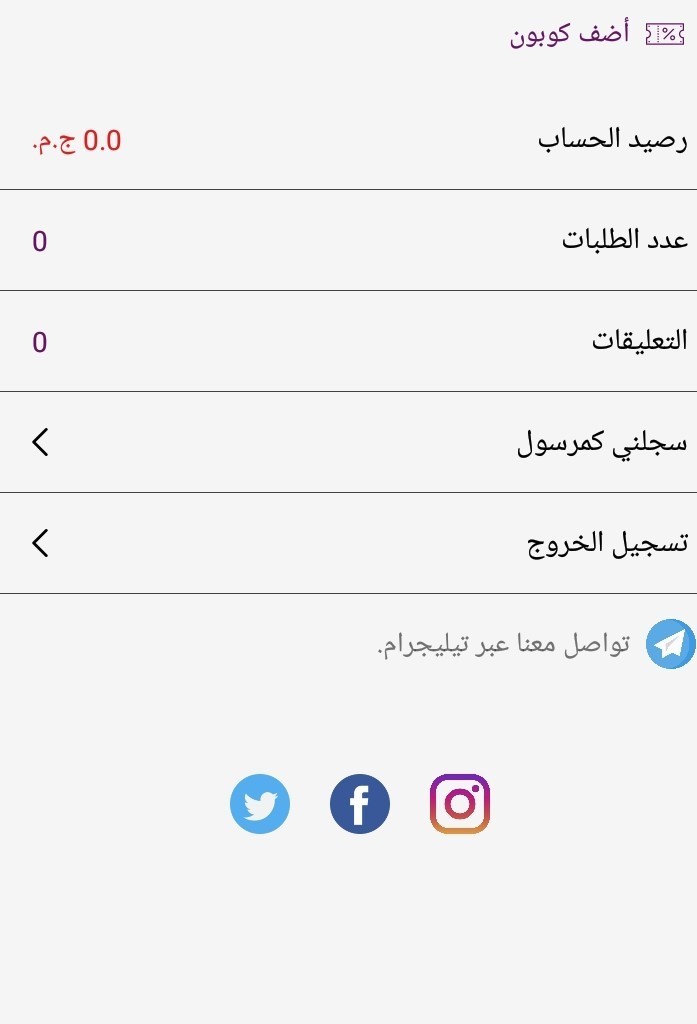 أضف كوبون
رصيد الحساب 0.0 ج.م.
عدد الطلبات 0
التعليقات 0
سجلني كمرسول
تسجيل الخروج
تواصل معنا عبر تيليجرام.